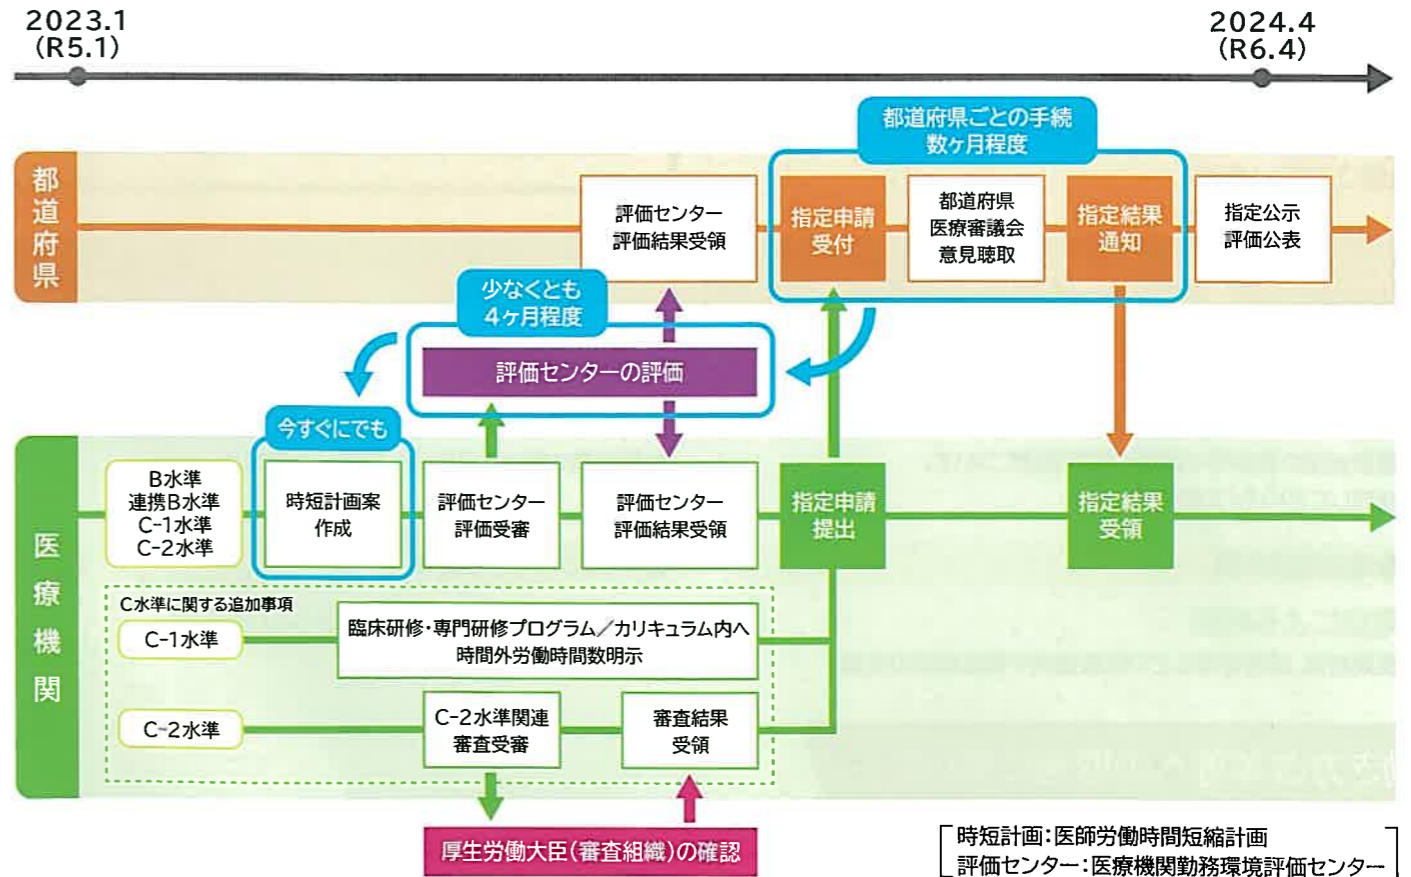 2023.1
(R5.1)
2024.4
(R6.4)
都道府県ごとの手続
数ヶ月程度
都道府県
評価センター
評価結果受領
指定申請
受付
都道府県
医療審議会
意見聴取
指定結果
通知
指定公示
評価公表
少なくとも
4ヶ月程度
評価センターの評価
今すぐにでも
医療機関
B水準
連携B水準
C-1水準
C-2水準
時短計画案
作成
評価センター
評価受審
評価センター
評価結果受領
指定申請
提出
指定結果
受領
C水準に関する追加事項
C-1水準
臨床研修・専門研修プログラム／カリキュラム内へ
時間外労働時間数明示
C-2水準
C-2水準関連
審査受審
審査結果
受領
厚生労働大臣(審査組織)の確認
時短計画：医師労働時間短縮計画
評価センター：医療機関勤務環境評価センター